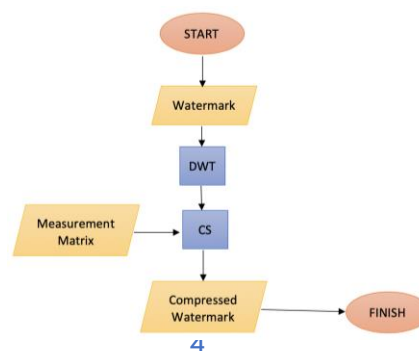 START
Watermark
DWT
Measurement
Matrix
CS
Compressed
Watermark
FINISH
4